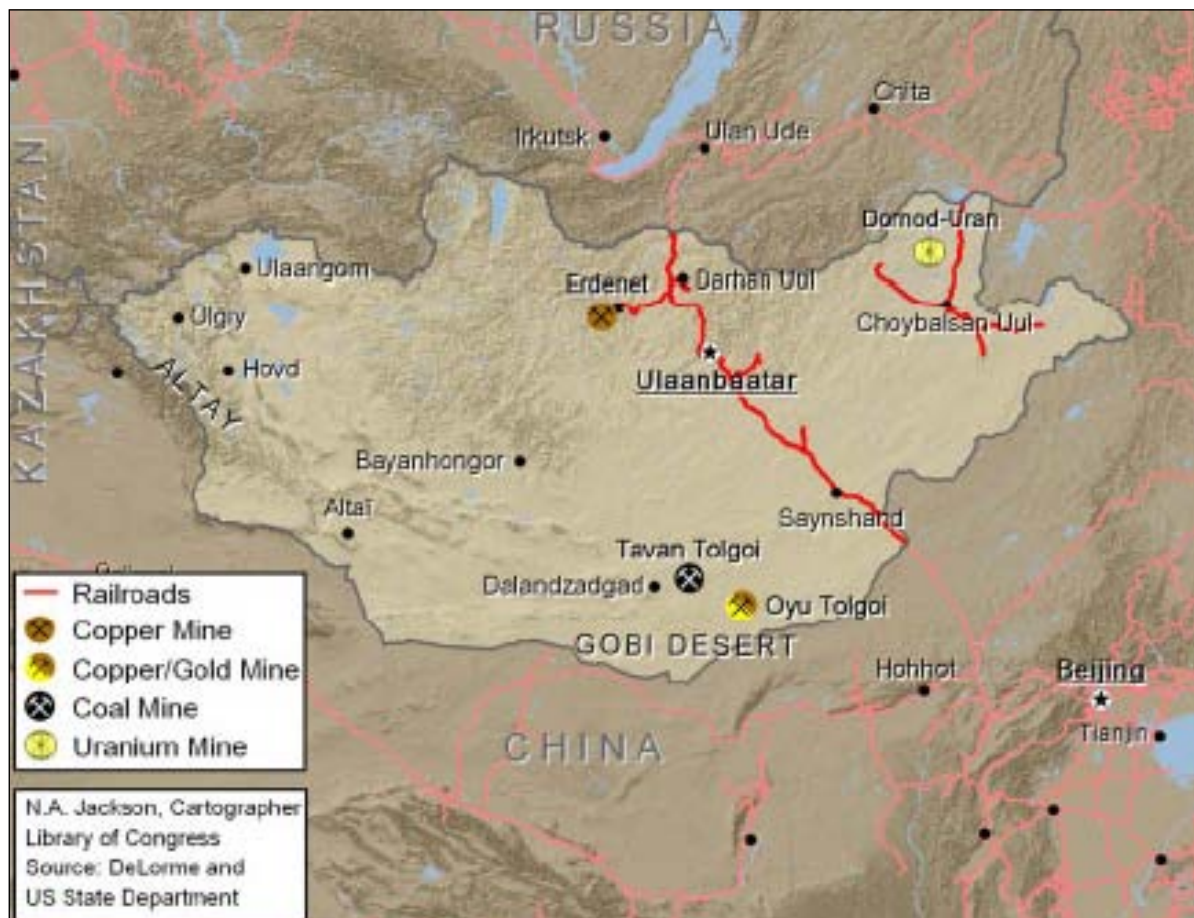 RUSSIA
Chita
Irkutsk
Ulan Ude
KAZAKHSTAN
Domod-Uran
Ulaangom
Erdenet
Darhan Uul
Ulgiy
Choybalsan Uul
Hovd
ALTAY
Ulaanbaatar
Bayanhongor
Altai
Saynshand
Tavan Tolgoi
Dalandzadgad
Oyu Tolgoi
GOBI DESERT
Hohhot
Beijing
Tianjin
CHINA
Railroads
Copper Mine
Copper/Gold Mine
Coal Mine
Uranium Mine
N.A. Jackson, Cartographer
Library of Congress
Source: DeLorme and
US State Department